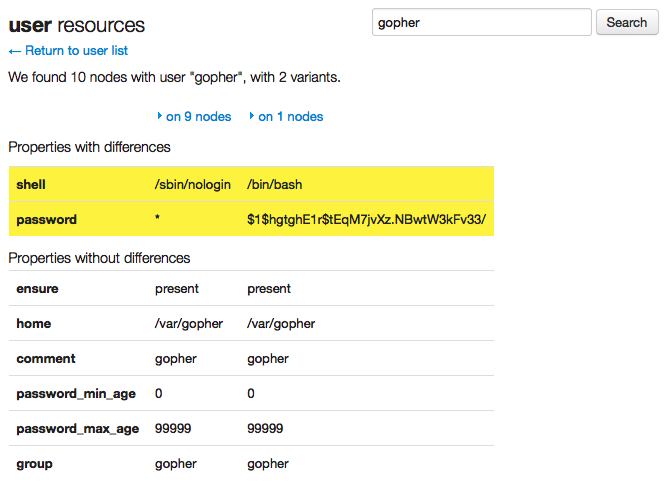 user resources
gopher
Search
← Return to user list
We found 10 nodes with user "gopher", with 2 variants.
on 9 nodes on 1 nodes
Properties with differences
shell /sbin/nologin /bin/bash
password * $1$hgtghE1r$tEqM7jvXz.NBwtW3kFv33/
Properties without differences
ensure present present
home /var/gopher /var/gopher
comment gopher gopher
password_min_age 0 0
password_max_age 99999 99999
group gopher gopher